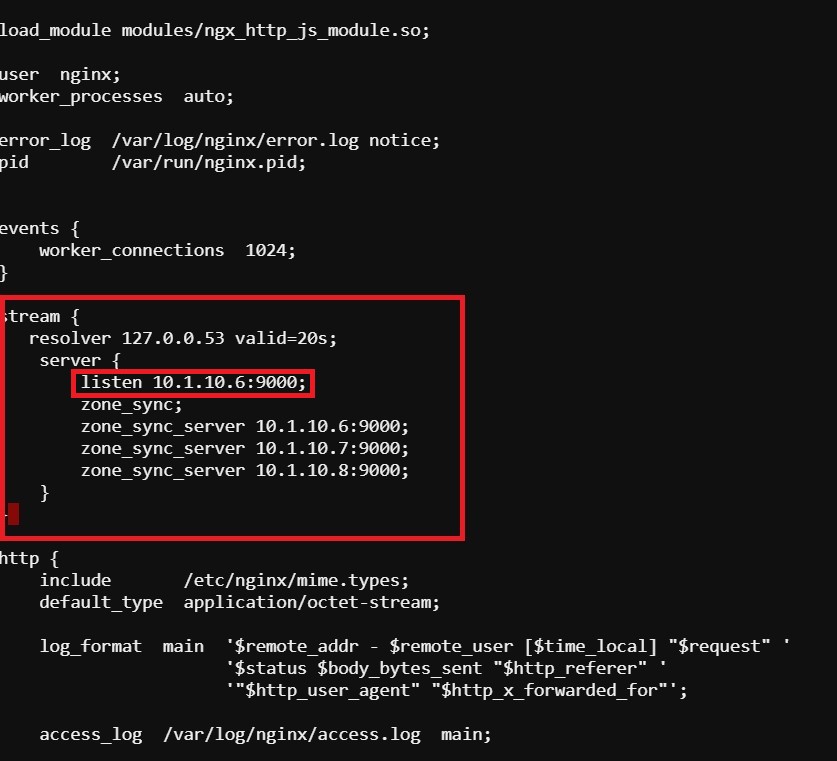 load_module modules/ngx_http_js_module.so;
user  nginx;
worker_processes  auto;
error_log  /var/log/nginx/error.log notice;
pid        /var/run/nginx.pid;
events {
    worker_connections  1024;
}
stream {
   resolver 127.0.0.53 valid=20s;
    server {
        listen 10.1.10.6:9000;
        zone_sync;
        zone_sync_server 10.1.10.6:9000;
        zone_sync_server 10.1.10.7:9000;
        zone_sync_server 10.1.10.8:9000;
    }
http {
    include       /etc/nginx/mime.types;
    default_type  application/octet-stream;
    log_format  main  '$remote_addr - $remote_user [$time_local] "$request" '
                      '$status $body_bytes_sent "$http_referer" '
                      '"$http_user_agent" "$http_x_forwarded_for"';
    access_log  /var/log/nginx/access.log  main;